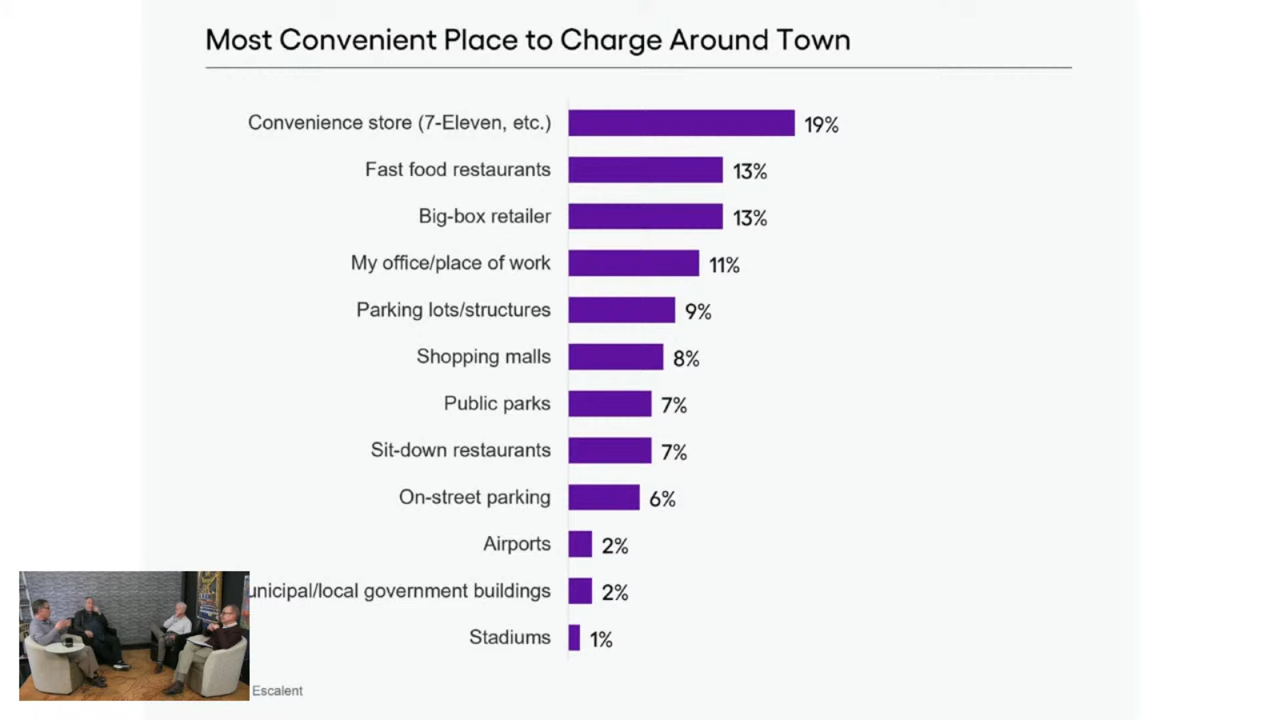 Most Convenient Place to Charge Around Town
Convenience store (7-Eleven, etc.) 19%
Fast food restaurants 13%
Big-box retailer 13%
My office/place of work 11%
Parking lots/structures 9%
Shopping malls 8%
Public parks 7%
Sit-down restaurants 7%
On-street parking 6%
Airports 2%
unicipal/local government buildings 2%
Stadiums 1%
Escalent